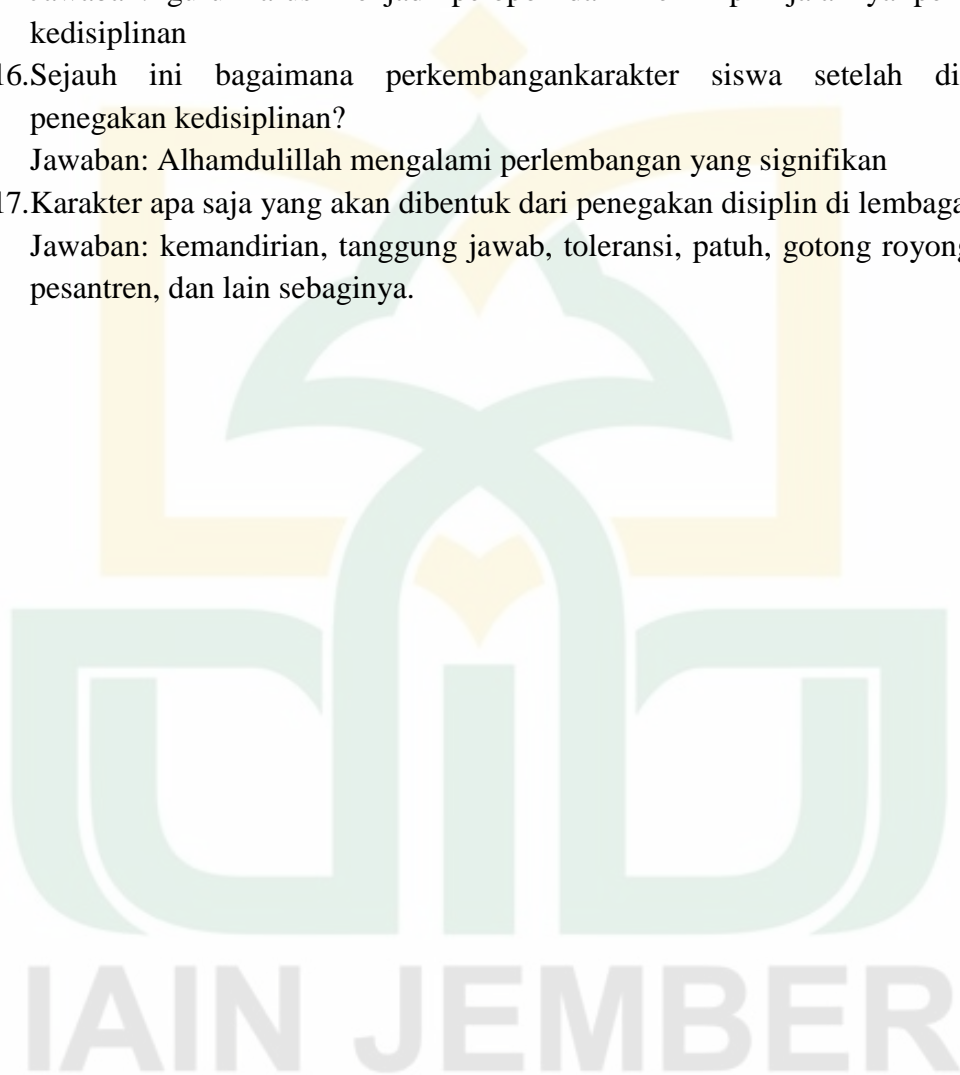 kedisiplinan
16.Sejauh ini bagaimana perkembangankarakter siswa setelah
penegakan kedisiplinan?
Jawaban: Alhamdulillah mengalami perlembangan yang signifikan
17.Karakter apa saja yang akan dibentuk dari penegakan disiplin di lembaga
Jawaban: kemandirian, tanggung jawab, toleransi, patuh, gotong royong
pesantren, dan lain sebaginya.
IAIN JEMBER